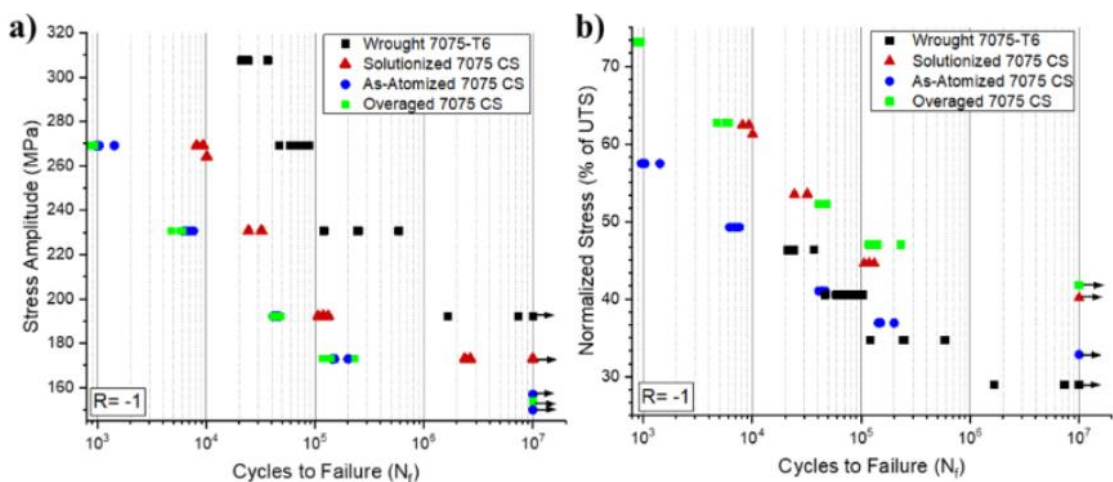 a)
Stress Amplitude (MPa)
320
300
280
260
240
220
200
180
160
Wrought 7075-T6
Solutionized 7075 CS
As-Atomized 7075 CS
Overaged 7075 CS
R= -1
10³
10⁴
10⁵
10⁶
10⁷
Cycles to Failure (Nf)
b)
Normalized Stress (% of UTS)
70
60
50
40
30
Wrought 7075-T6
Solutionized 7075 CS
As-Atomized 7075 CS
Overaged 7075 CS
R= -1
10³
10⁴
10⁵
10⁶
10⁷
Cycles to Failure (Nf)